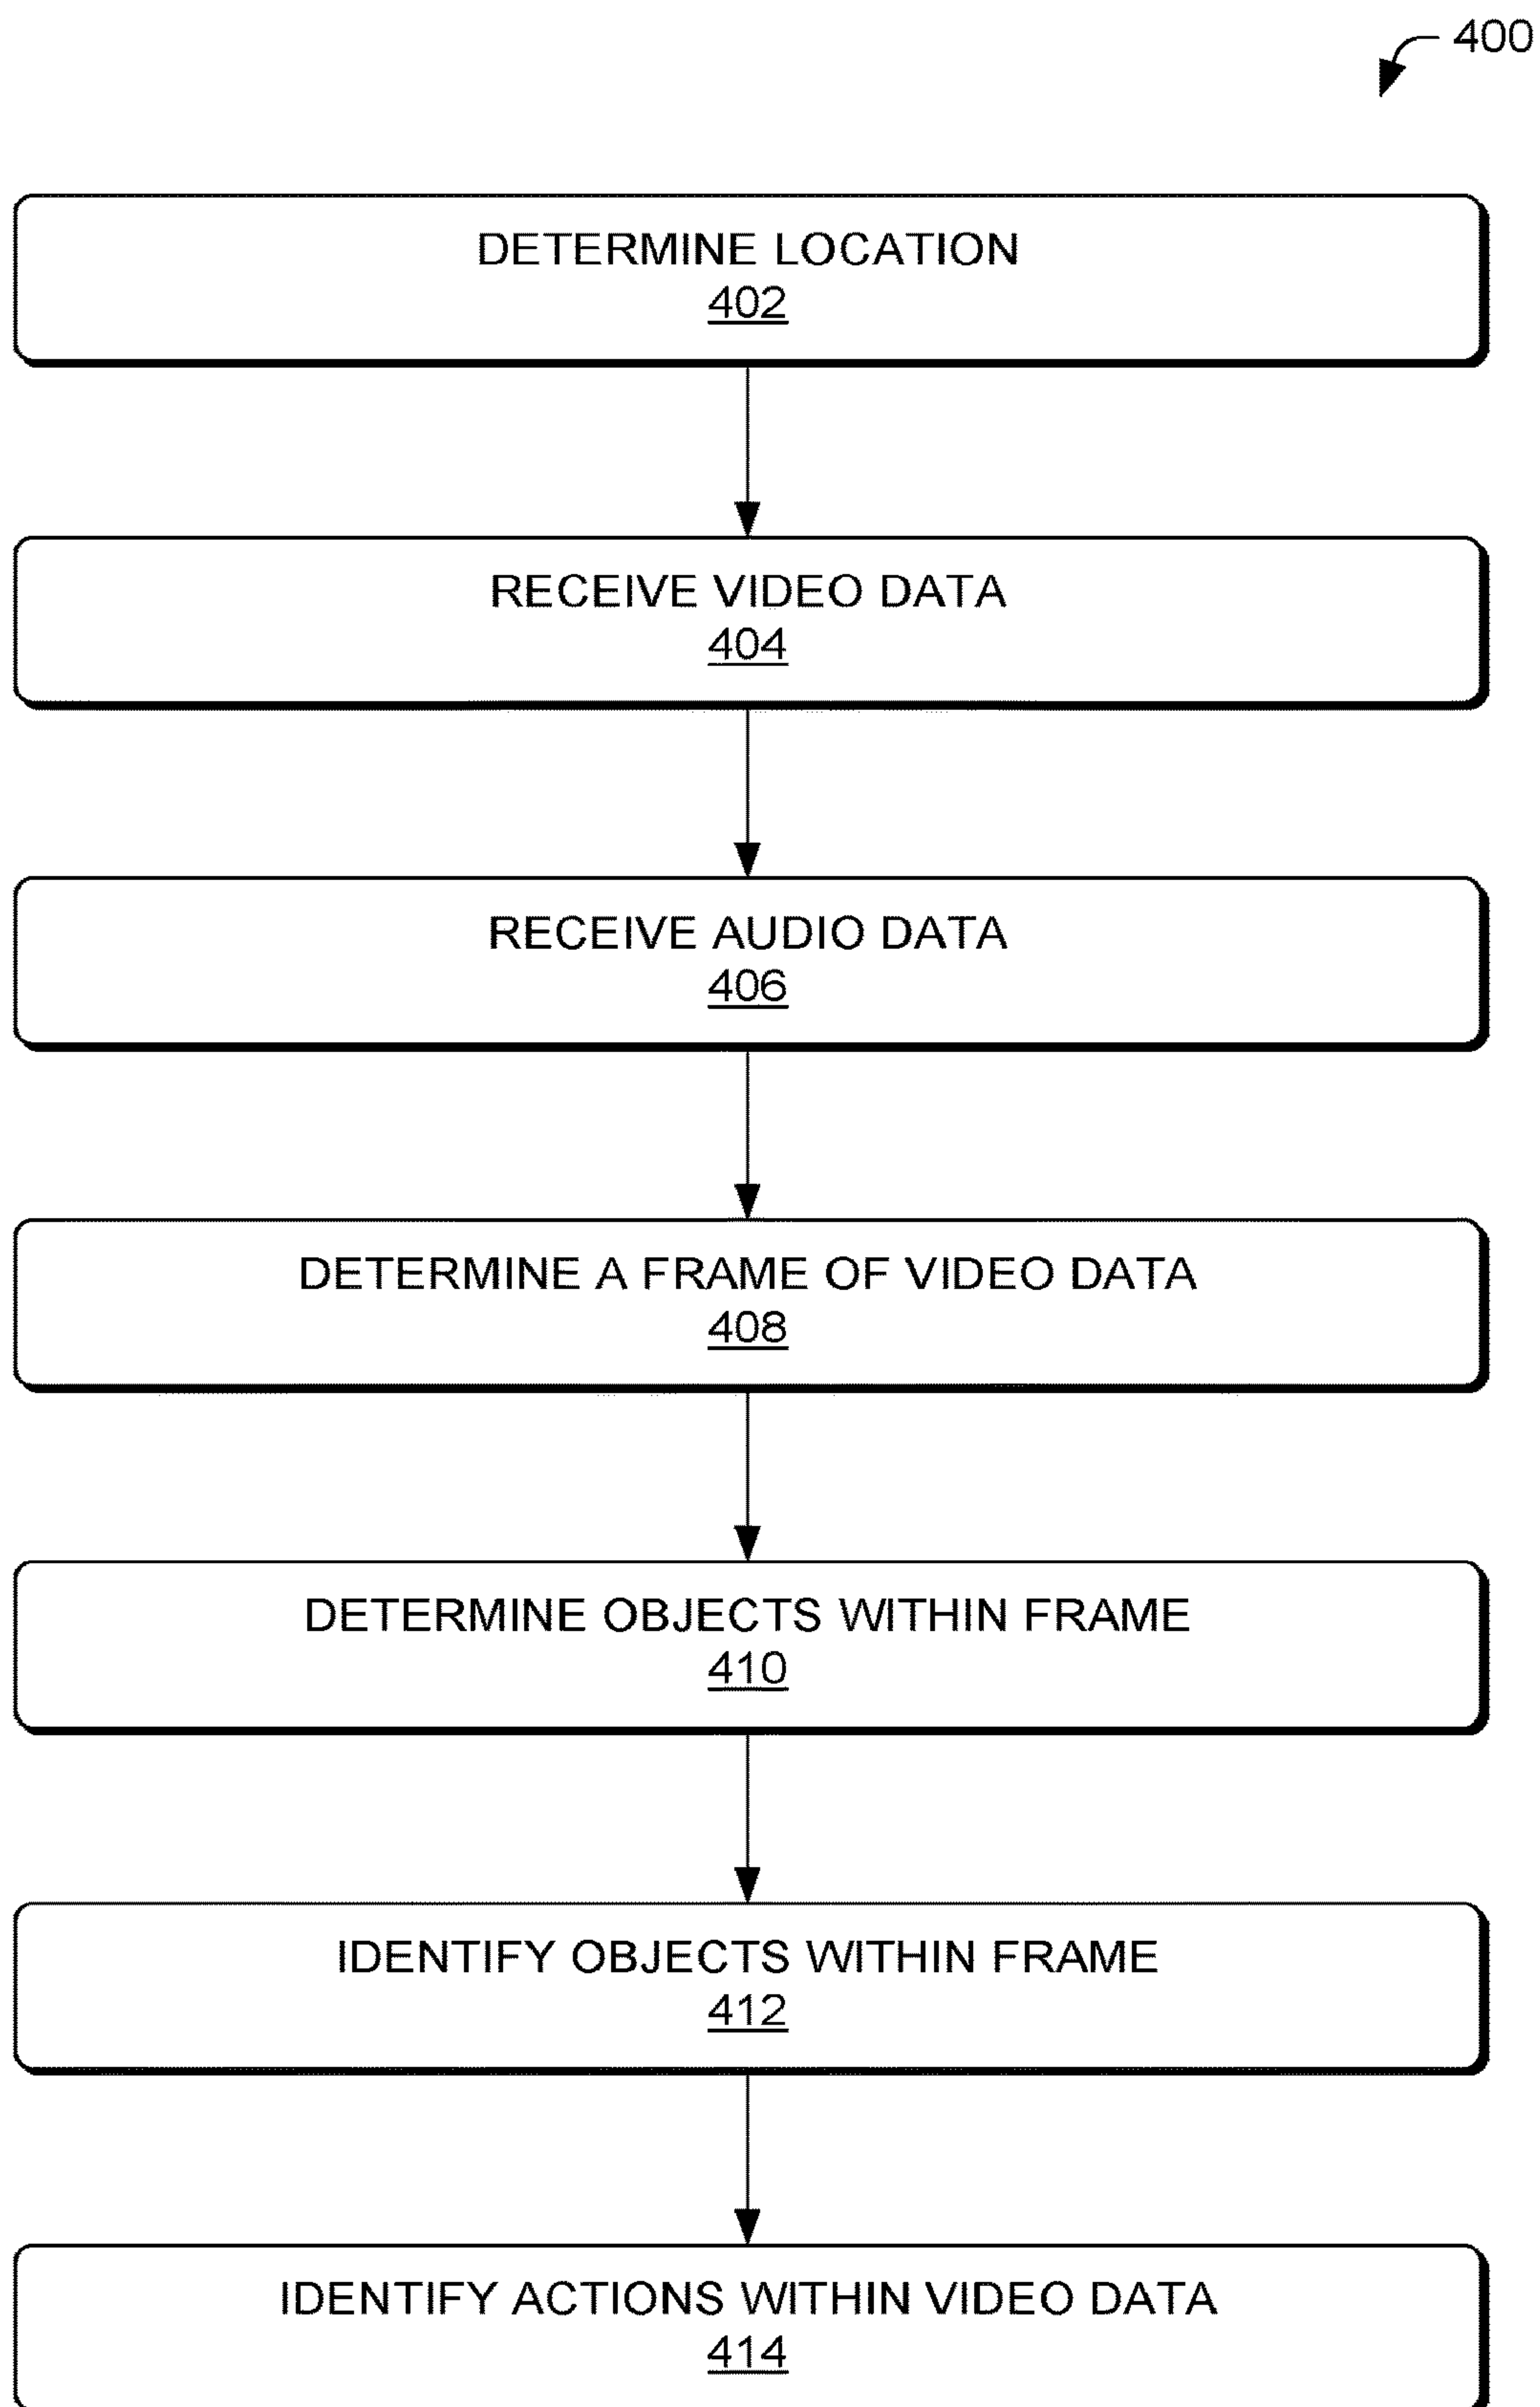 400
DETERMINE LOCATION
402
RECEIVE VIDEO DATA
404
RECEIVE AUDIO DATA
406
DETERMINE A FRAME OF VIDEO DATA
408
DETERMINE OBJECTS WITHIN FRAME
410
IDENTIFY OBJECTS WITHIN FRAME
412
IDENTIFY ACTIONS WITHIN VIDEO DATA
414